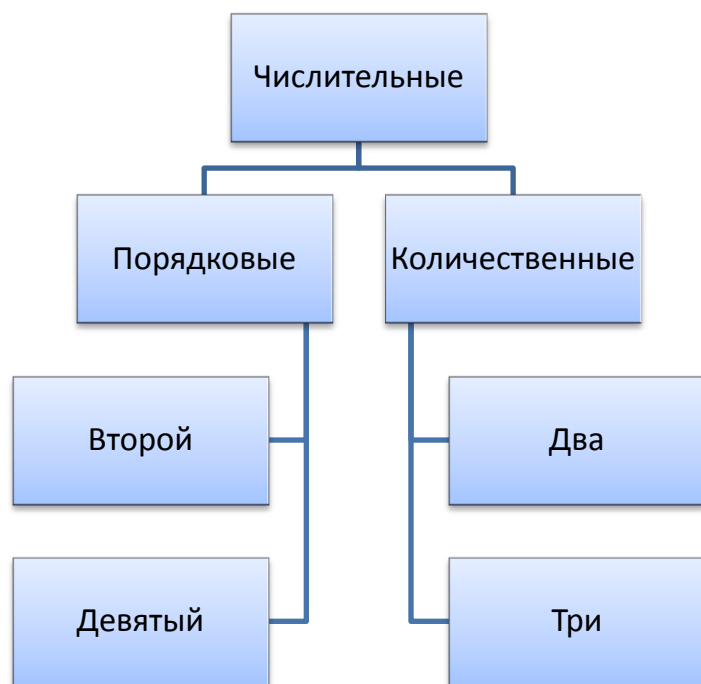 Числительные
Порядковые
Количественные
Второй
Два
Девятый
Три